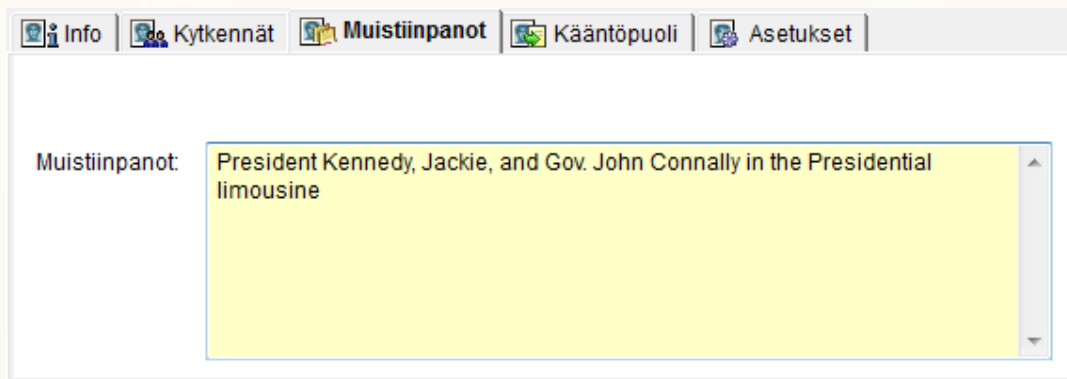 Info Kytkennät Muistiinpanot Kääntöpuoli Asetukset
Muistiinpanot: President Kennedy, Jackie, and Gov. John Connally in the Presidential
limousine